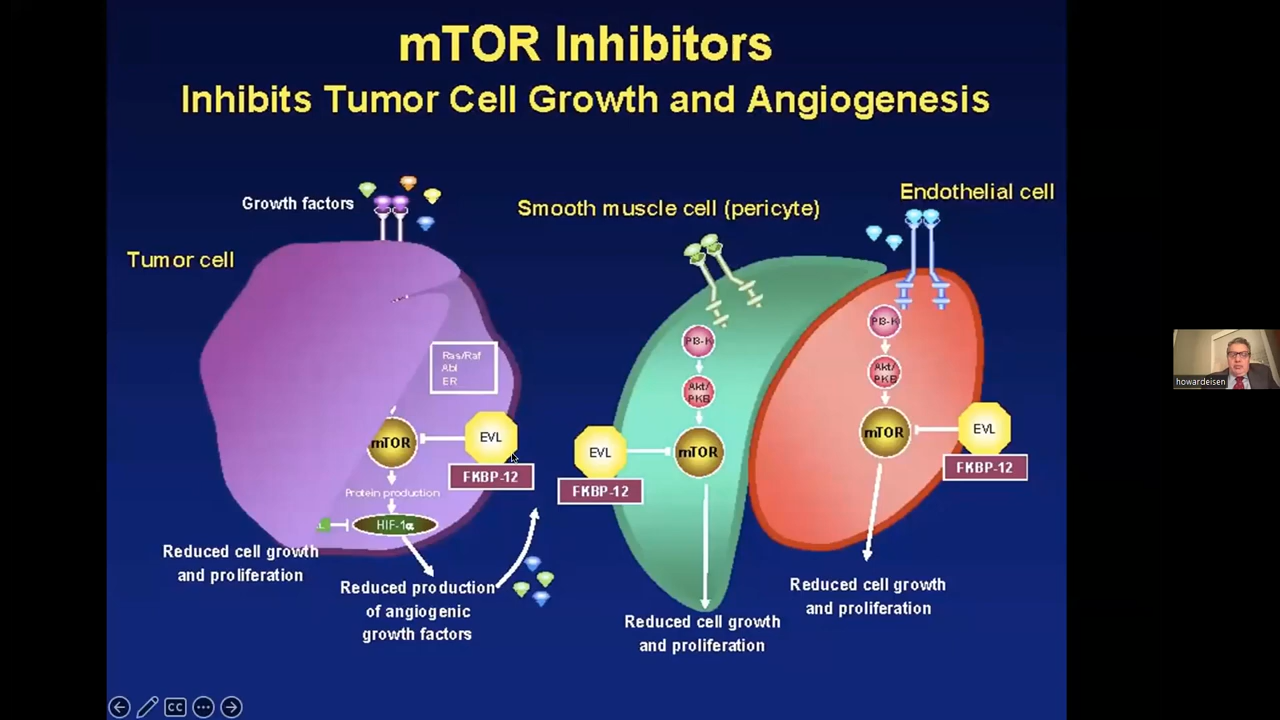 mTOR Inhibitors
Inhibits Tumor Cell Growth and Angiogenesis
Growth factors
Tumor cell
Smooth muscle cell (pericyte)
Endothelial cell
Ras/Raf
Abl
ER
mTOR
EVL
FKBP-12
Protein production
HIF-1α
Reduced cell growth
and proliferation
Reduced production
of angiogenic
growth factors
PI3-K
Akt/
PKB
mTOR
EVL
FKBP-12
Reduced cell growth
and proliferation
PI3-K
Akt/
PKB
mTOR
EVL
FKBP-12
Reduced cell growth
and proliferation
howardeisen
CC